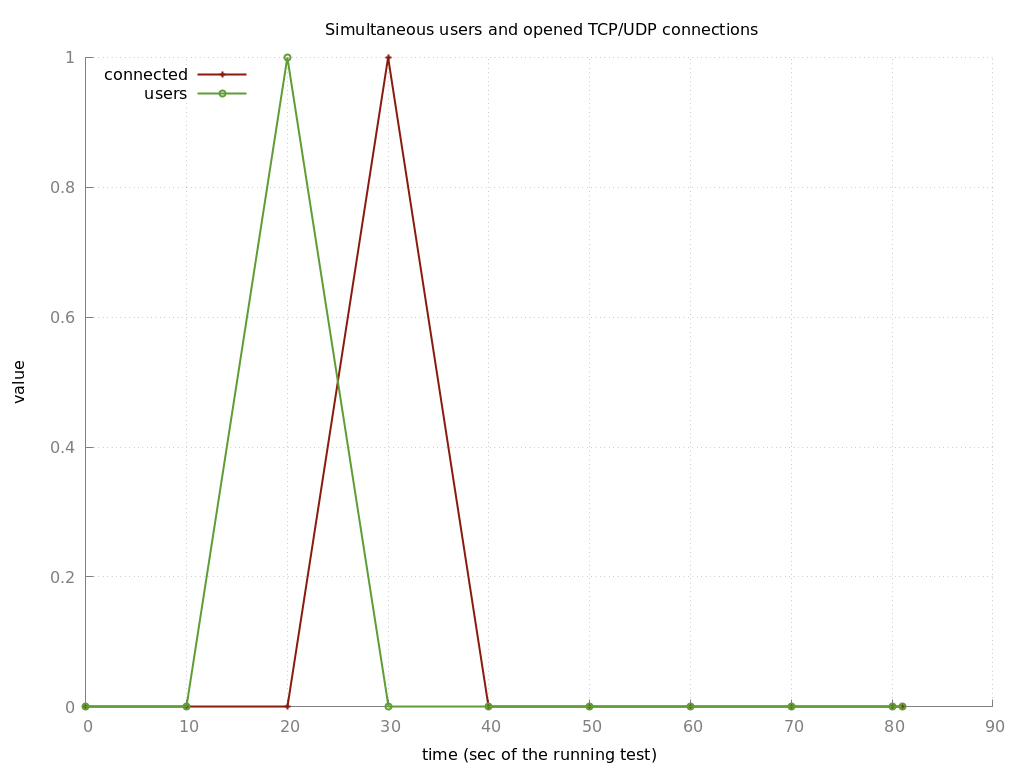 Simultaneous users and opened TCP/UDP connections
connected
users
1
0.8
0.6
0.4
0.2
0
value
0 10 20 30 40 50 60 70 80 90
time (sec of the running test)